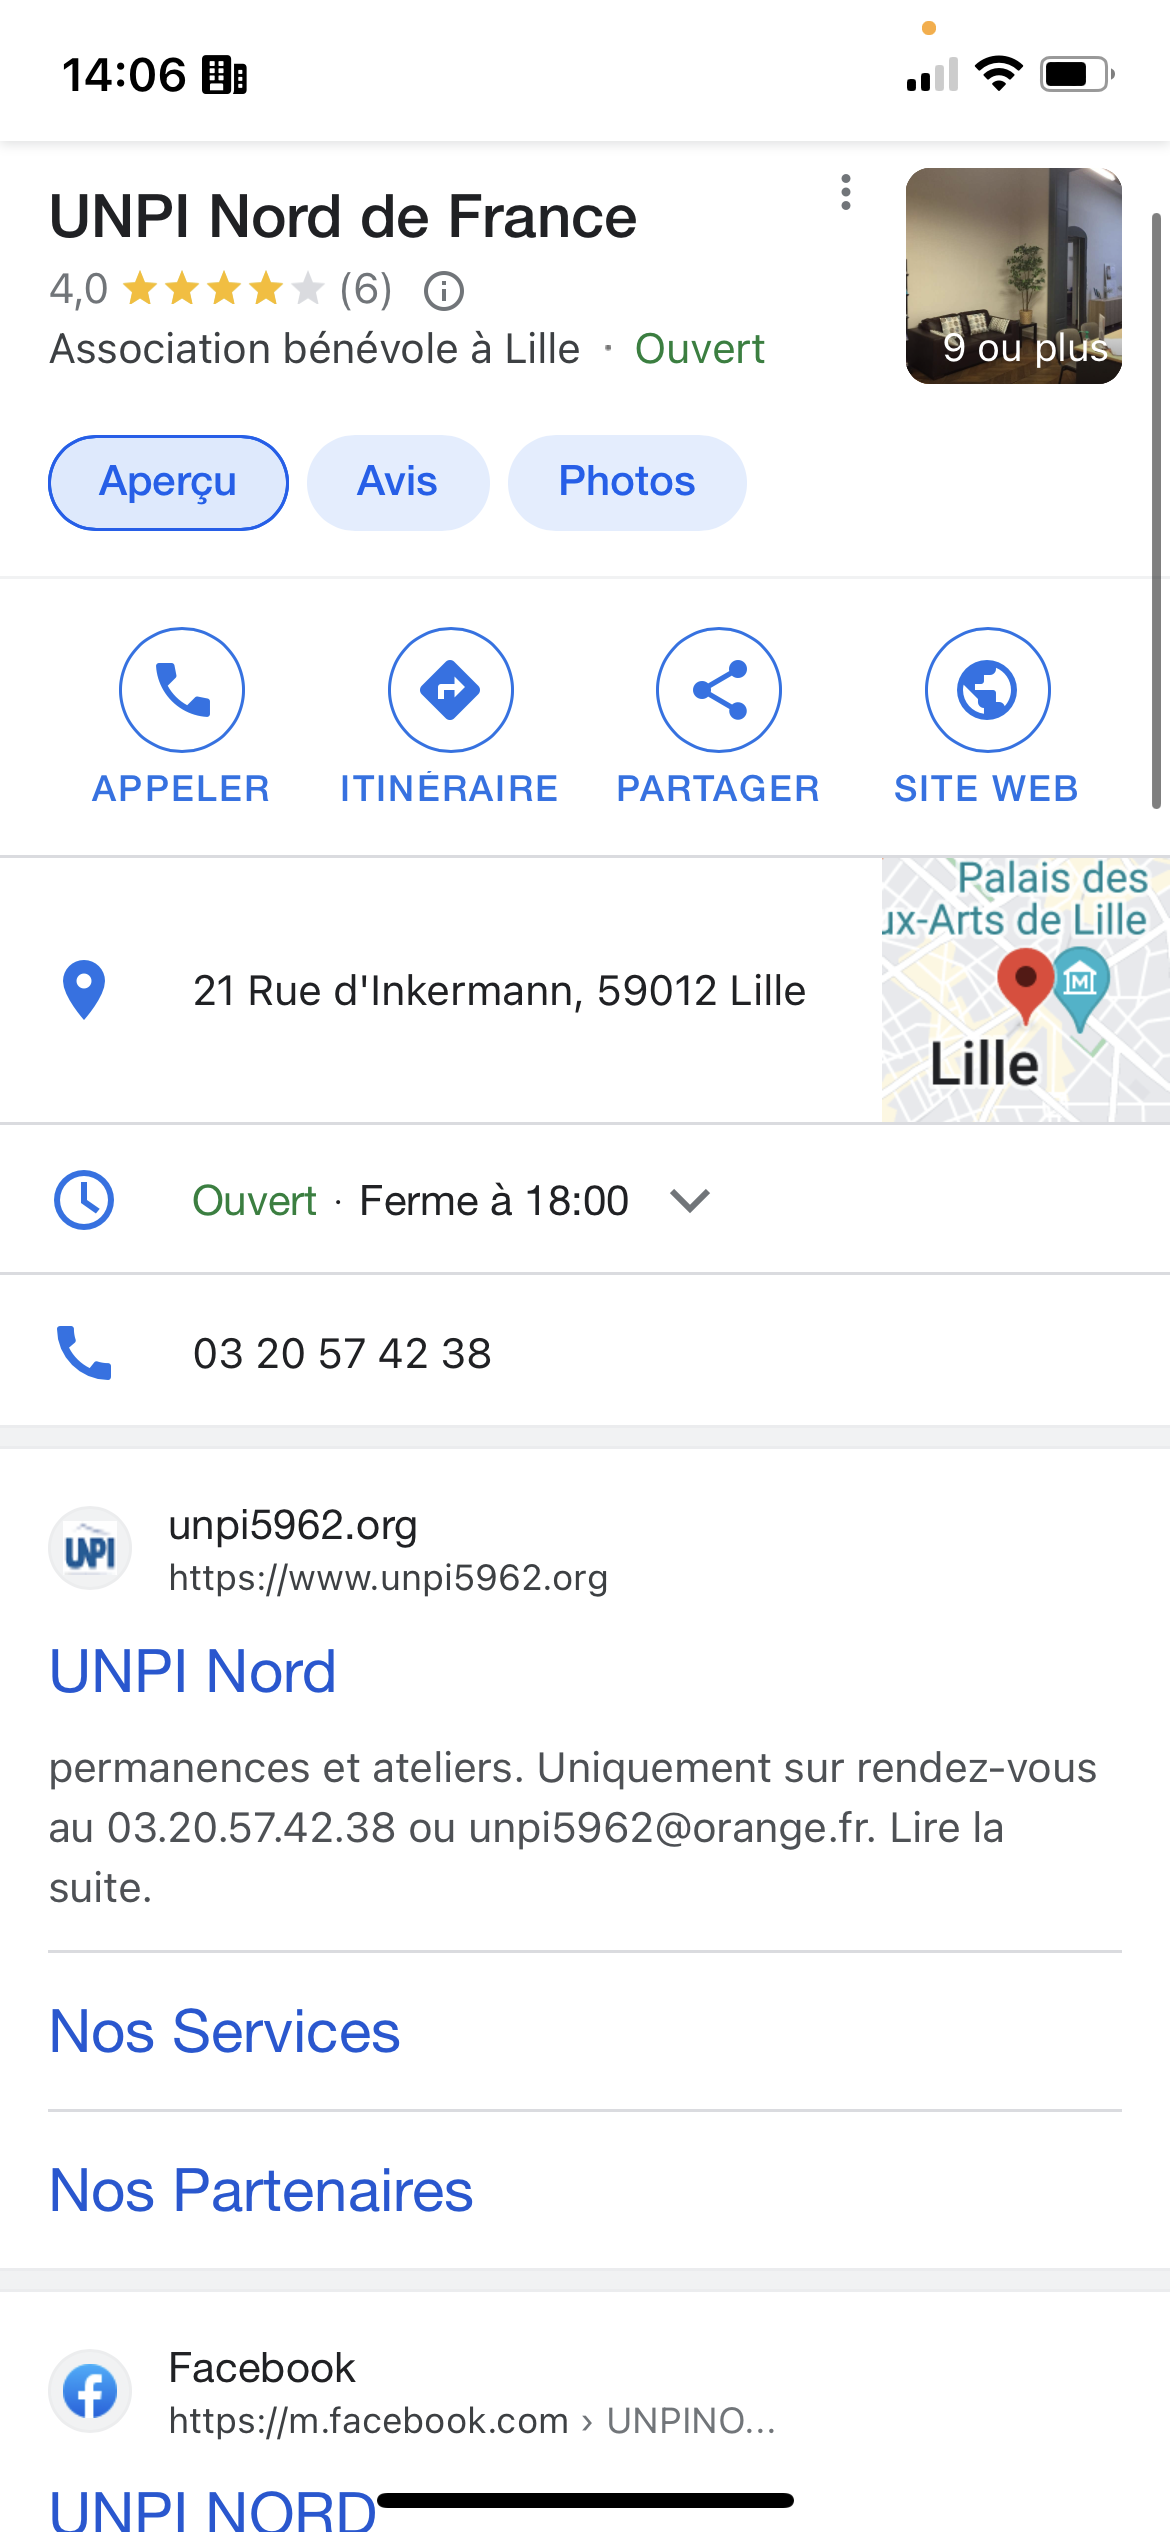 14:06
UNPI Nord de France
4,0 (6)
Association bénévole à Lille · Ouvert
9 ou plus
Aperçu Avis Photos
APPELER ITINÉRAIRE PARTAGER SITE WEB
Palais des
ux-Arts de Lille
Lille
21 Rue d'Inkermann, 59012 Lille
Ouvert · Ferme à 18:00
03 20 57 42 38
UNPI
unpi5962.org
https://www.unpi5962.org
UNPI Nord
permanences et ateliers. Uniquement sur rendez-vous
au 03.20.57.42.38 ou unpi5962@orange.fr. Lire la
suite.
Nos Services
Nos Partenaires
Facebook
https://m.facebook.com › UNPINO...
UNPI NORD